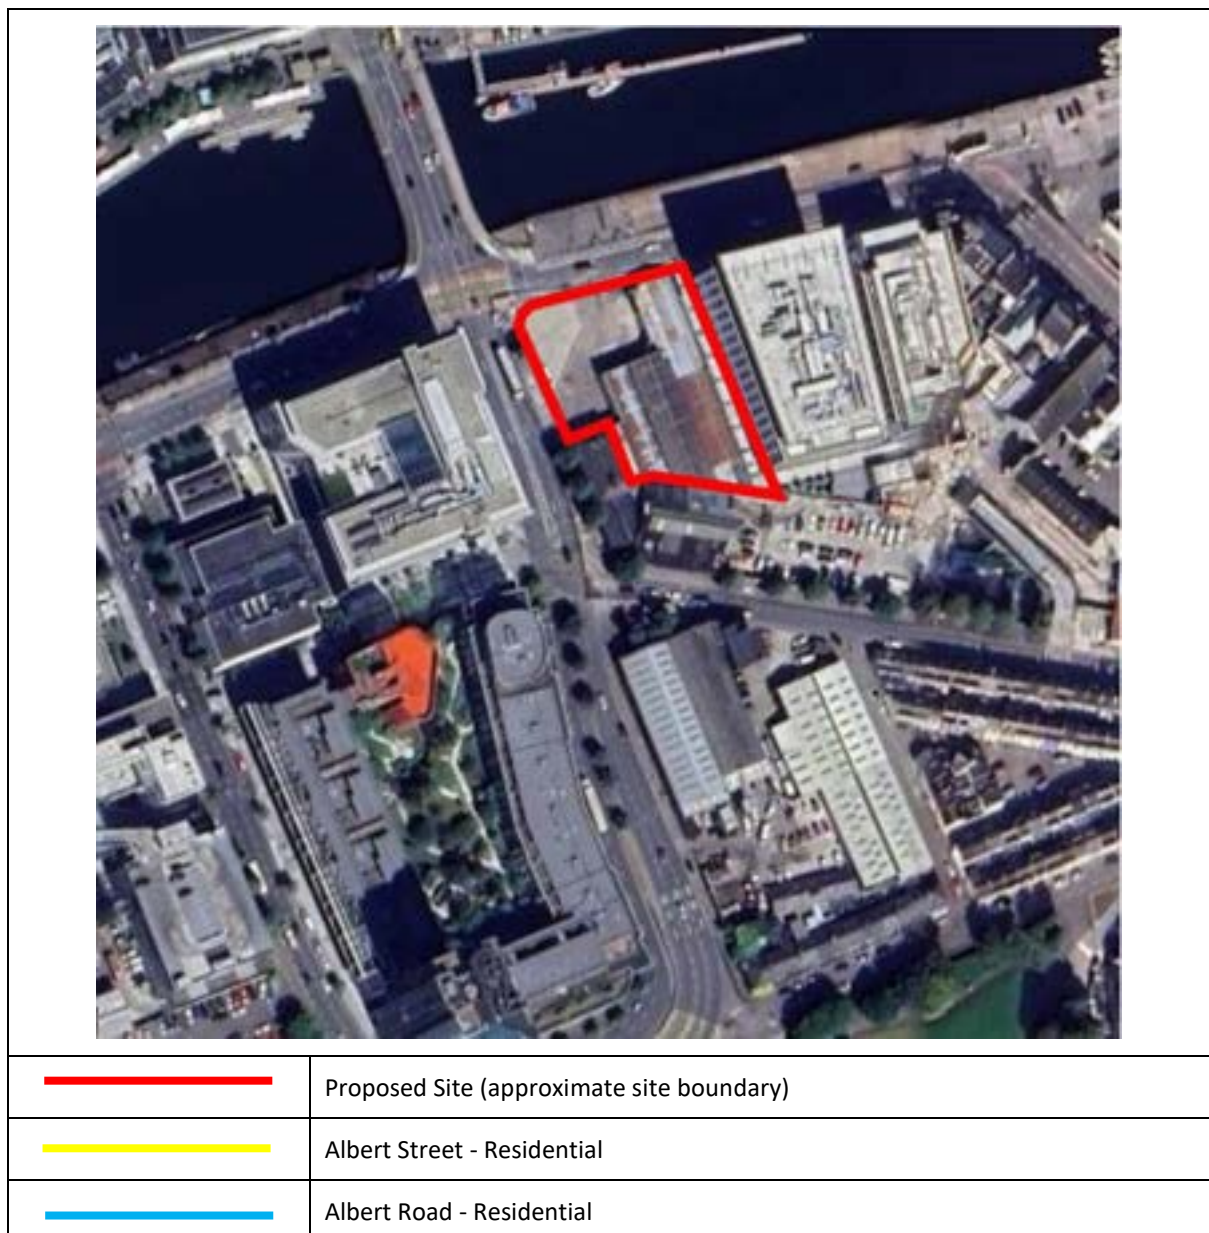 Proposed Site (approximate site boundary)
Albert Street - Residential
Albert Road - Residential